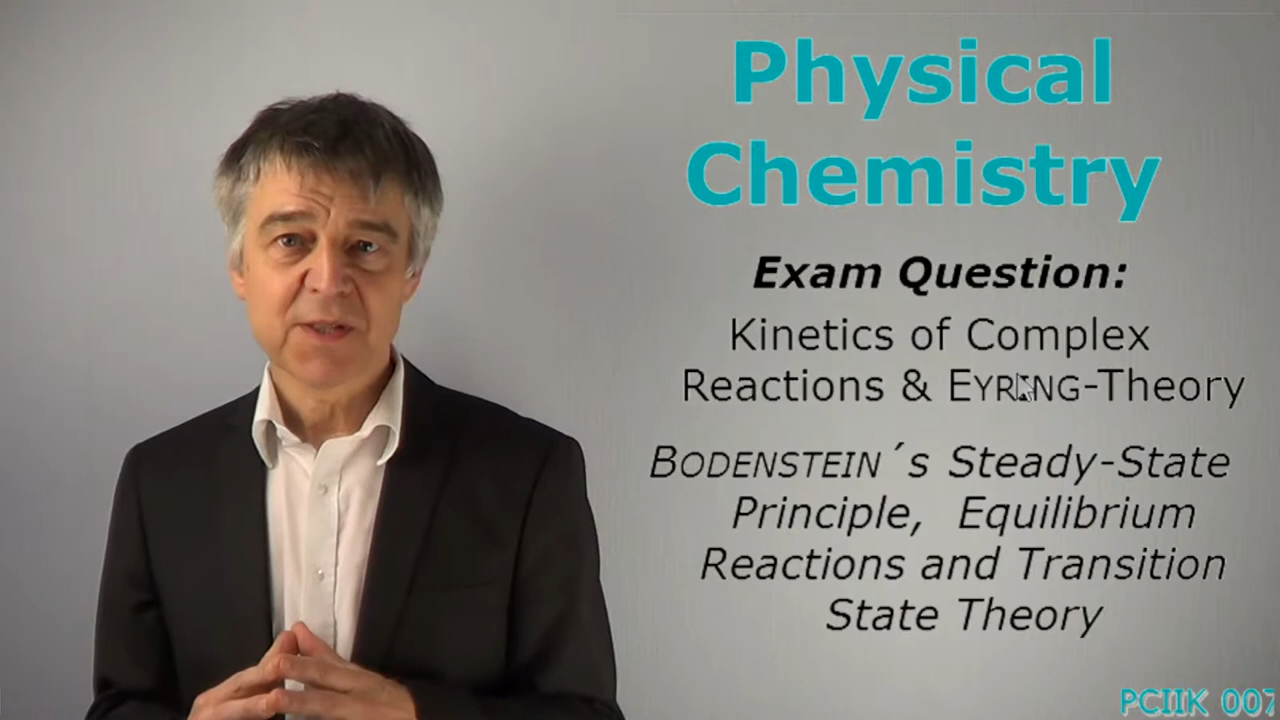 Physical
Chemistry
Exam Question:
Kinetics of Complex
Reactions & EYRING-Theory
BODENSTEIN´s Steady-State
Principle, Equilibrium
Reactions and Transition
State Theory
PCIIK 007